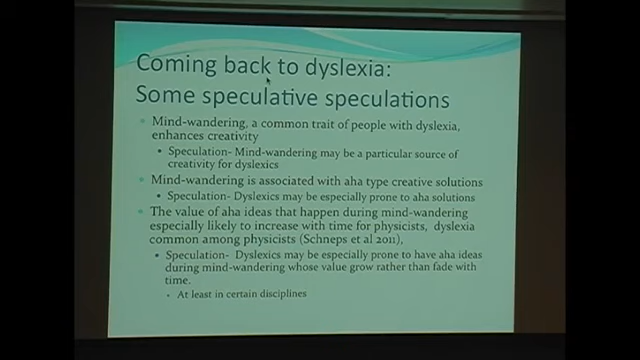 Coming back to dyslexia:
Some speculative speculations
Mind-wandering, a common trait of people with dyslexia,
enhances creativity
Speculation- Mind-wandering may be a particular source of
creativity for dyslexics
Mind-wandering is associated with aha type creative solutions
Speculation- Dyslexics may be especially prone to aha solutions
The value of aha ideas that happen during mind-wandering
especially likely to increase with time for physicists, dyslexia
common among physicists (Schneps et al 2011),
Speculation- Dyslexics may be especially prone to have aha ideas
during mind-wandering whose value grow rather than fade with
time.
At least in certain disciplines